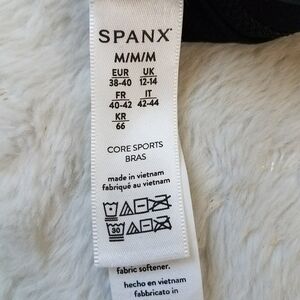 SPANX
M/M/M
EUR UK
38-40 12-14
FR IT
40-42 42-44
KR
66
CORE SPORTS
BRAS
made in vietnam
fabriqué au vietnam
30
fabric softener.
hecho en vietnam
fabbricato in